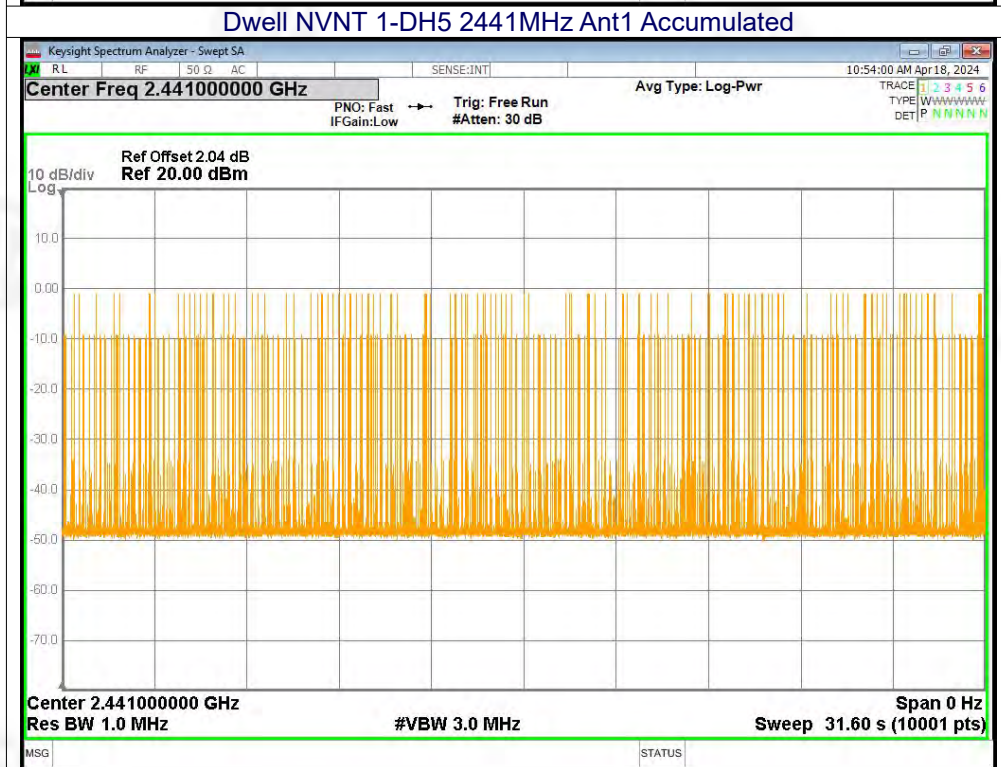 Dwell NVNT 1-DH5 2441MHz Ant1 Accumulated
Keysight Spectrum Analyzer - Swept SA
LXI RL RF 50 Ω AC SENSE:INT 10:54:00 AM Apr 18, 2024
Center Freq 2.441000000 GHz
PNO: Fast
IFGain:Low
Trig: Free Run
#Atten: 30 dB
Avg Type: Log-Pwr
TRACE 1 2 3 4 5 6
TYPE WWWWWW
DET P N N N N N
Ref Offset 2.04 dB
10 dB/div Ref 20.00 dBm
Log
10.0
0.00
-10.0
-20.0
-30.0
-40.0
-50.0
-60.0
-70.0
Center 2.441000000 GHz Span 0 Hz
Res BW 1.0 MHz #VBW 3.0 MHz Sweep 31.60 s (10001 pts)
MSG STATUS